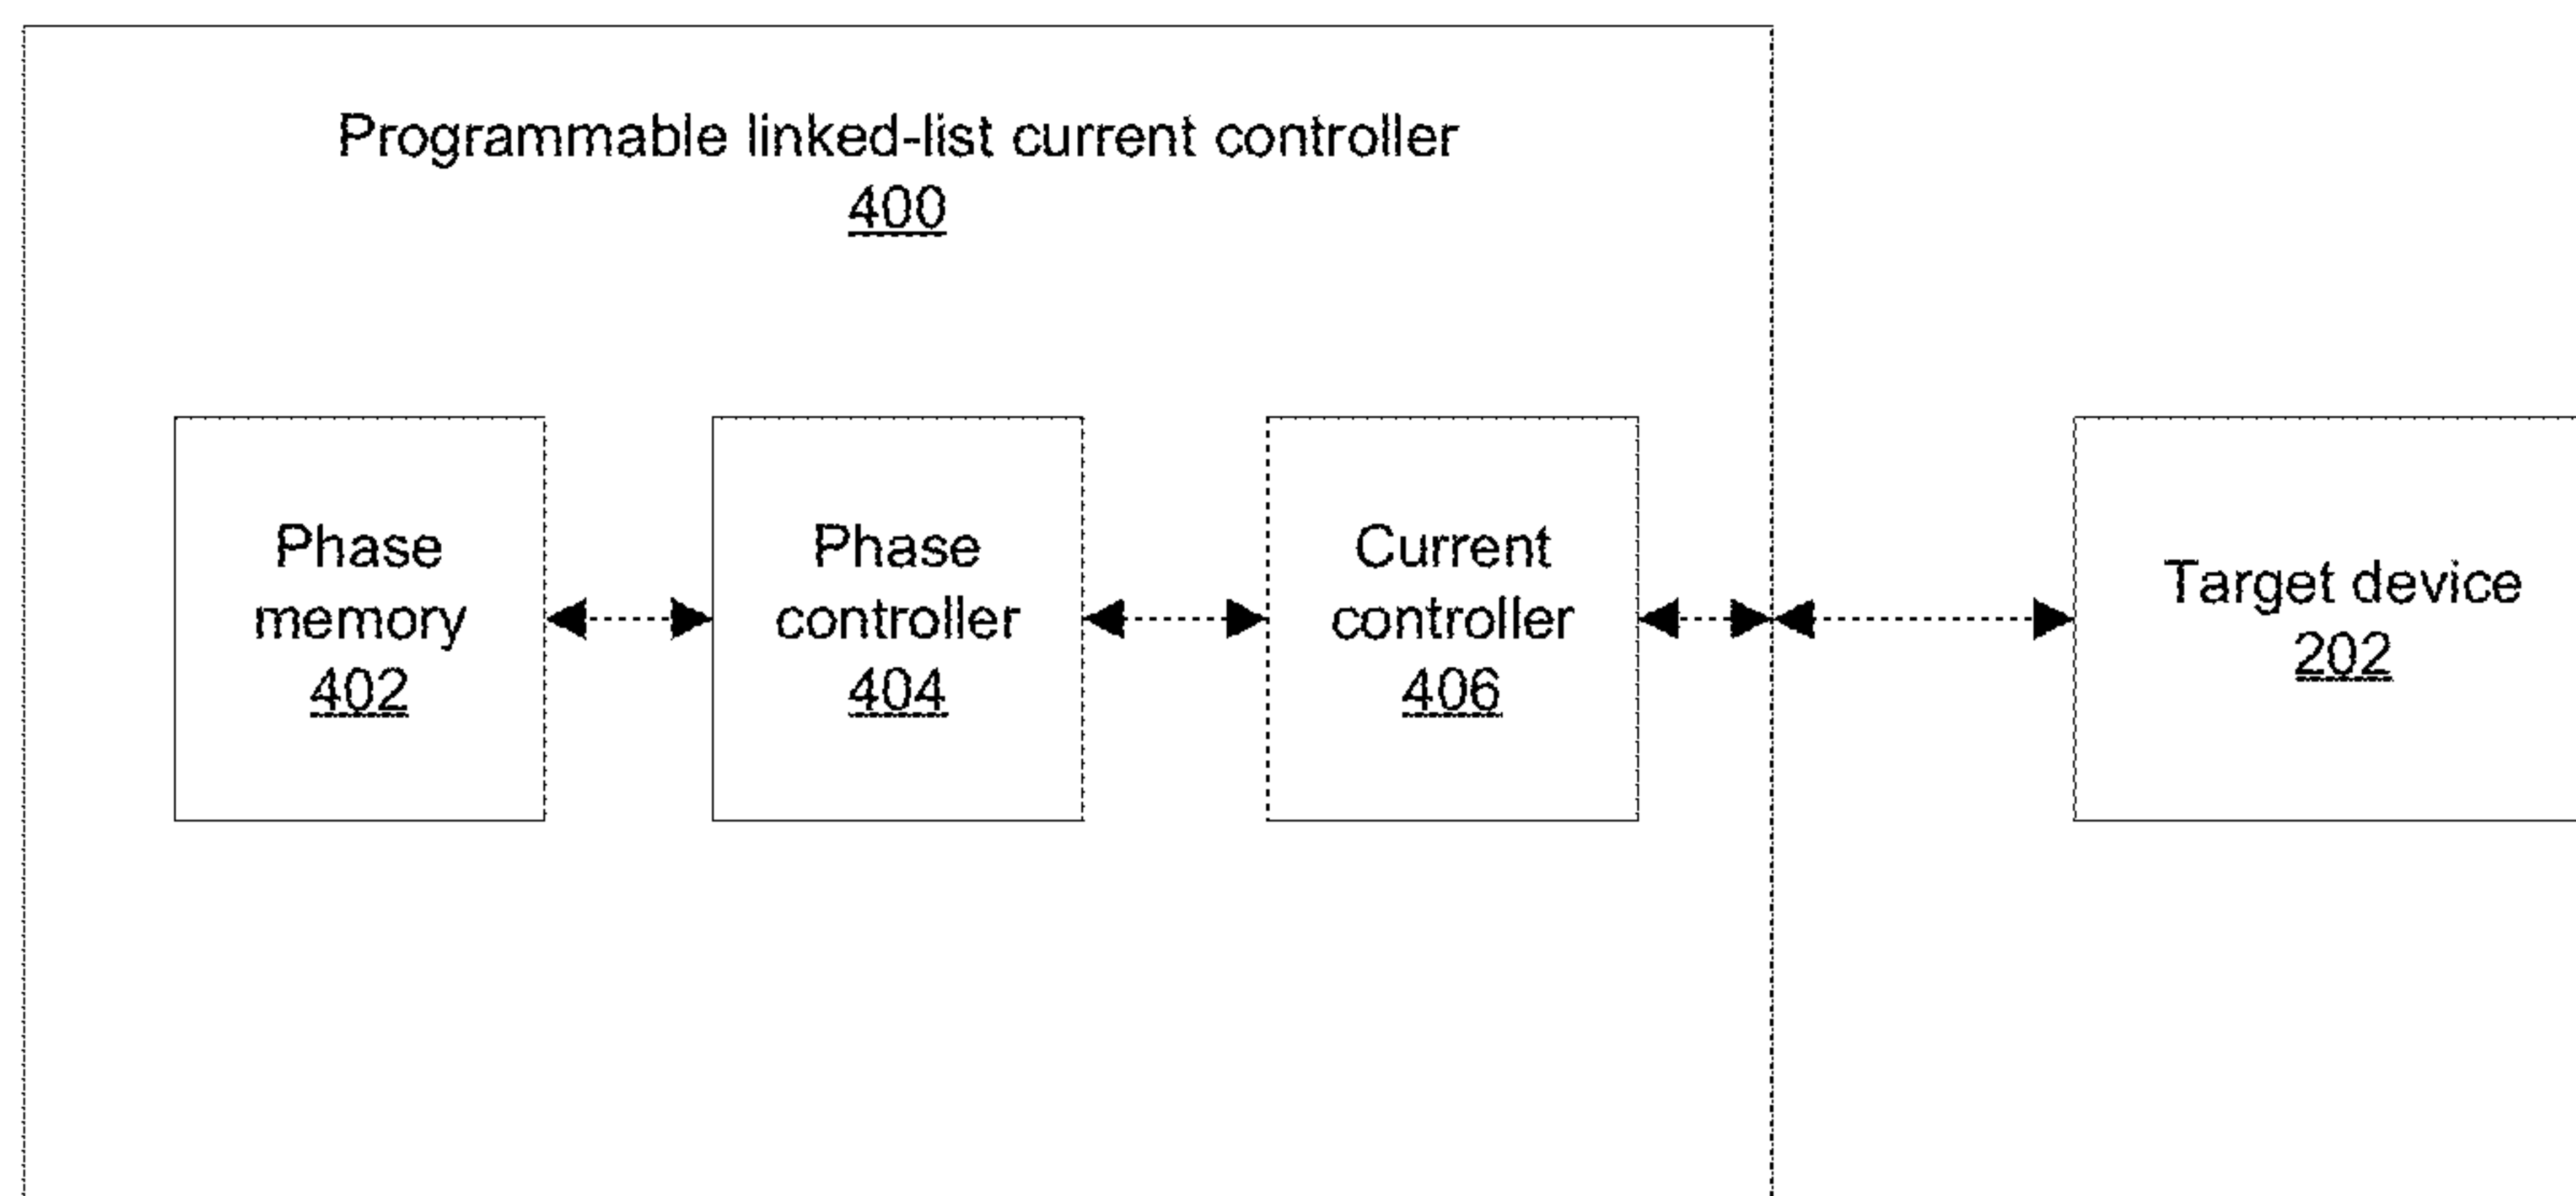 Programmable linked-list current controller
400
Phase
memory
402
Phase
controller
404
Current
controller
406
Target device
202